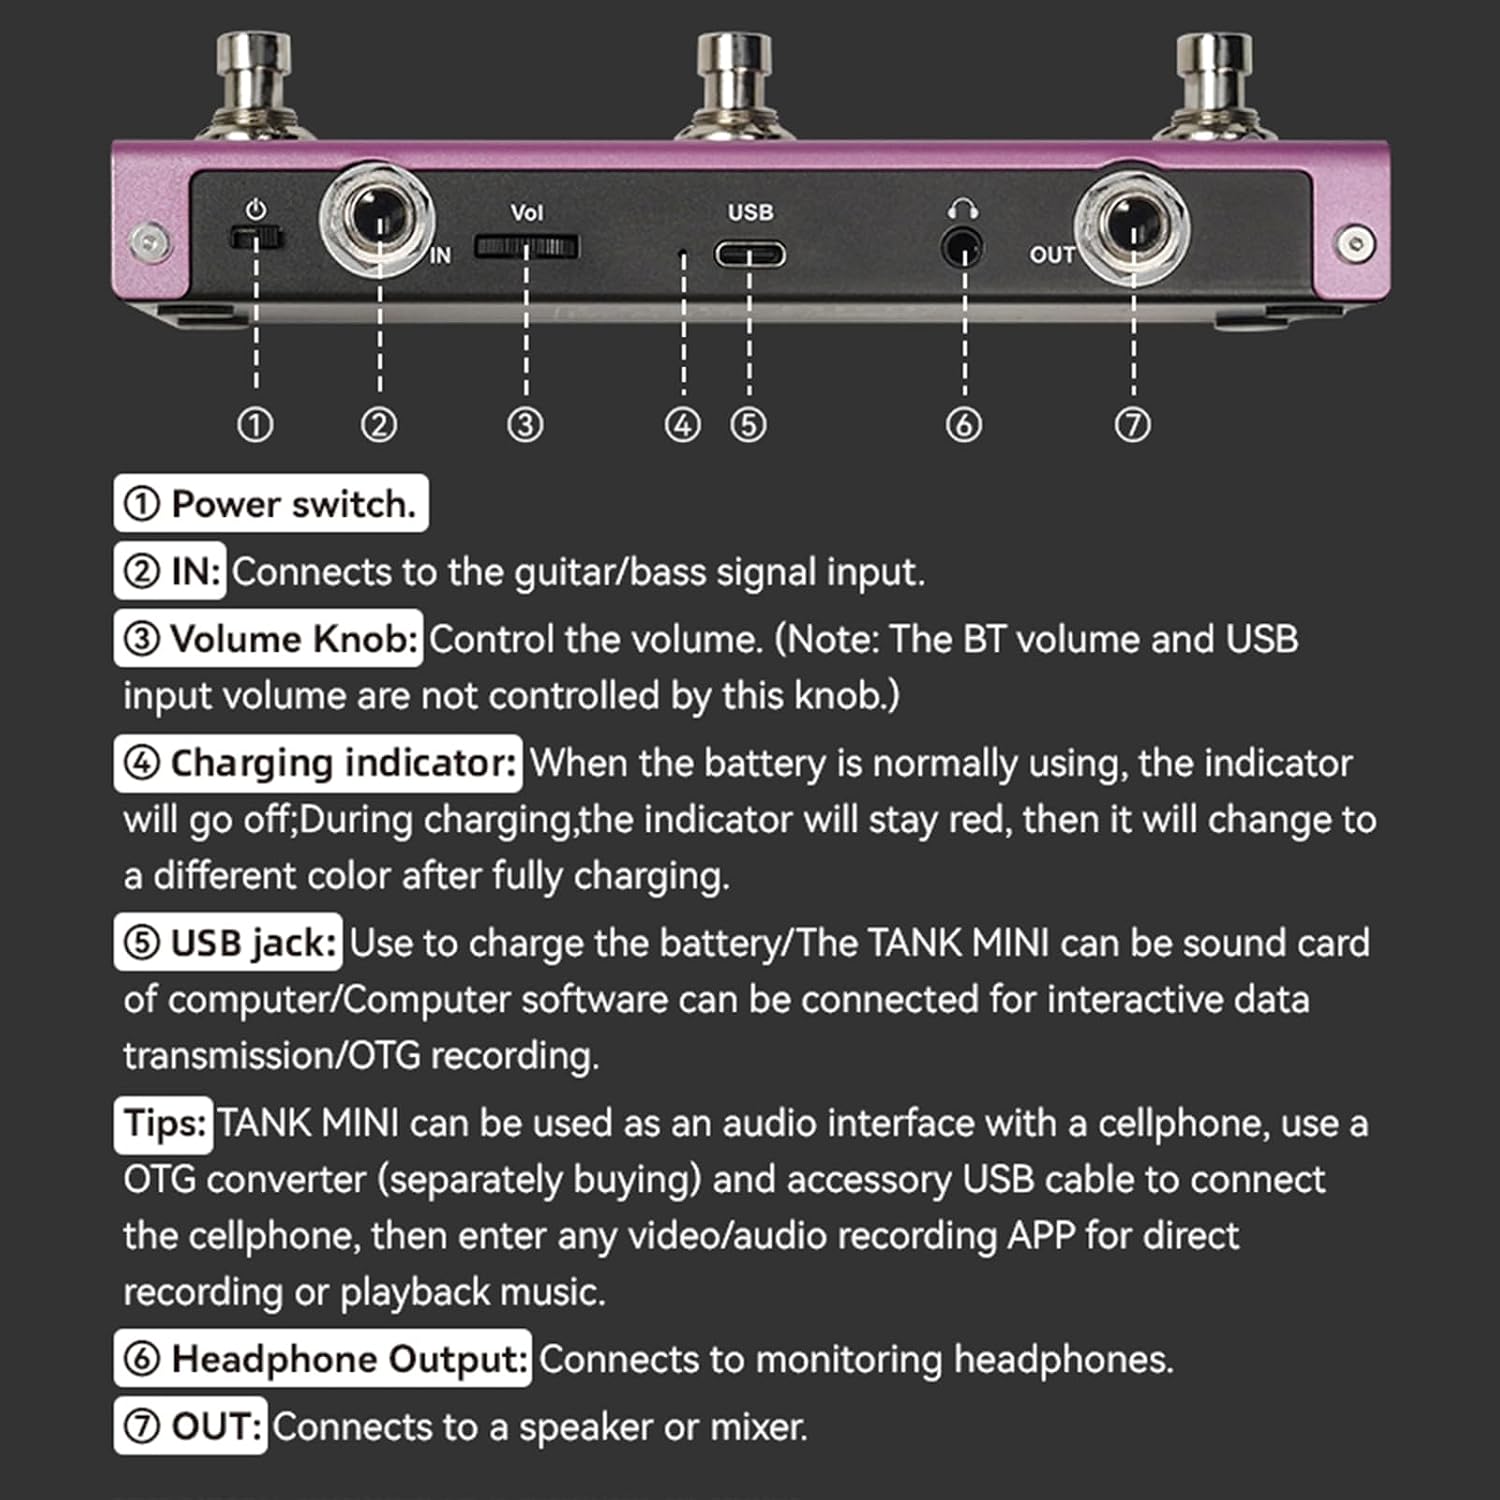 Vol
USB
IN
OUT
① ② ③ ④ ⑤ ⑥ ⑦
① Power switch.
② IN: Connects to the guitar/bass signal input.
③ Volume Knob: Control the volume. (Note: The BT volume and USB
input volume are not controlled by this knob.)
④ Charging indicator: When the battery is normally using, the indicator
will go off;During charging,the indicator will stay red, then it will change to
a different color after fully charging.
⑤ USB jack: Use to charge the battery/The TANK MINI can be sound card
of computer/Computer software can be connected for interactive data
transmission/OTG recording.
Tips: TANK MINI can be used as an audio interface with a cellphone, use a
OTG converter (separately buying) and accessory USB cable to connect
the cellphone, then enter any video/audio recording APP for direct
recording or playback music.
⑥ Headphone Output: Connects to monitoring headphones.
⑦ OUT: Connects to a speaker or mixer.